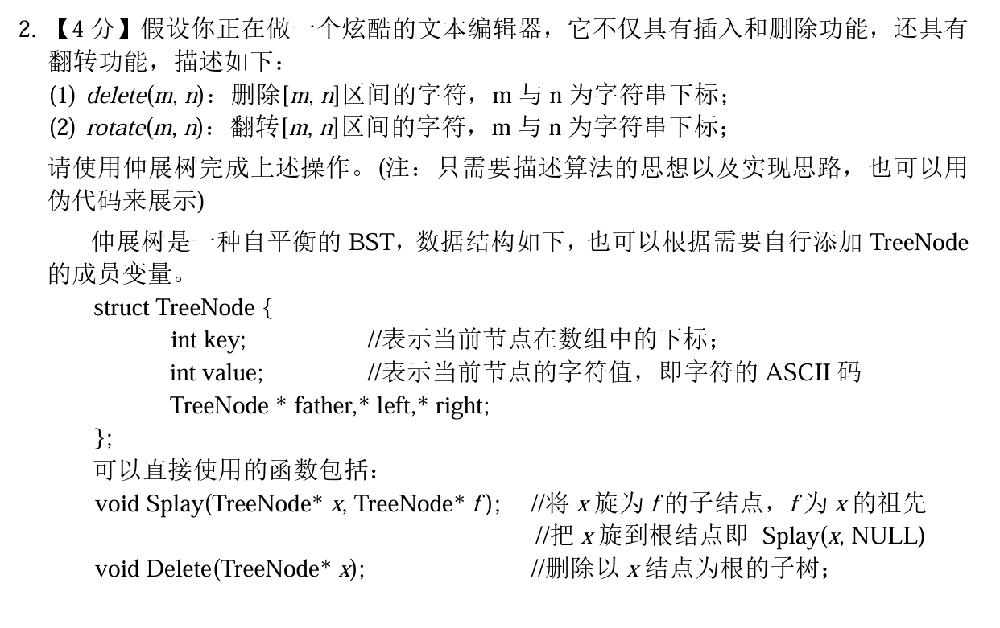 2. 【4 分】假设你正在做一个炫酷的文本编辑器，它不仅具有插入和删除功能，还具有
翻转功能，描述如下：
(1) delete(m, n)：删除[m, n]区间的字符，m 与 n 为字符串下标；
(2) rotate(m, n)：翻转[m, n]区间的字符，m 与 n 为字符串下标；
请使用伸展树完成上述操作。(注：只需要描述算法的思想以及实现思路，也可以用
伪代码来展示)
伸展树是一种自平衡的 BST，数据结构如下，也可以根据需要自行添加 TreeNode
的成员变量。
struct TreeNode {
int key; //表示当前节点在数组中的下标；
int value; //表示当前节点的字符值，即字符的 ASCII 码
TreeNode * father,* left,* right;
};
可以直接使用的函数包括：
void Splay(TreeNode* x, TreeNode* f); //将 x 旋为 f 的子结点，f 为 x 的祖先
//把 x 旋到根结点即 Splay(x, NULL)
void Delete(TreeNode* x); //删除以 x 结点为根的子树；